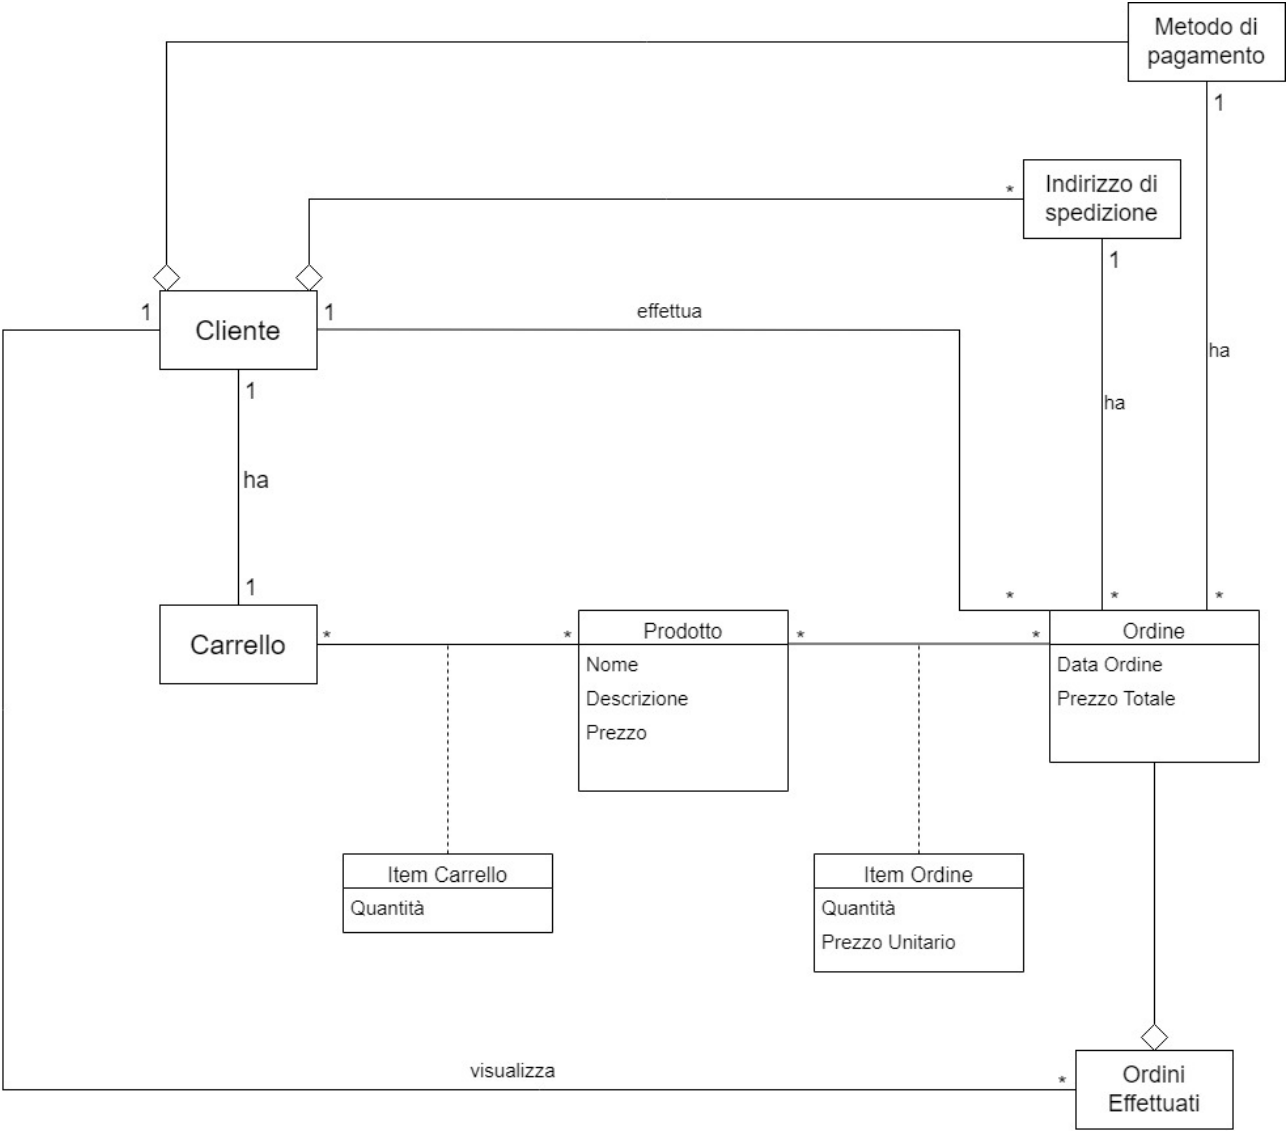 Metodo di
pagamento
1
*
Indirizzo di
spedizione
1
1
Cliente
1
effettua
1
ha
ha
ha
1
*
*
*
Carrello
*
*
Prodotto
*
*
Ordine
Nome
Descrizione
Prezzo
Data Ordine
Prezzo Totale
Item Carrello
Quantità
Item Ordine
Quantità
Prezzo Unitario
visualizza
*
Ordini
Effettuati